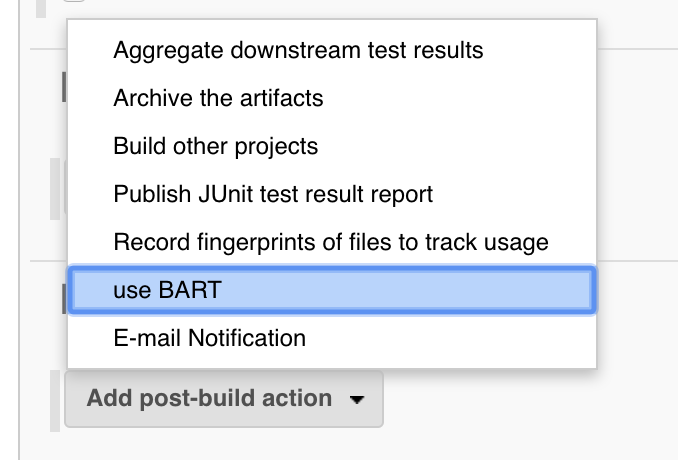 Aggregate downstream test results
Archive the artifacts
Build other projects
Publish JUnit test result report
Record fingerprints of files to track usage
use BART
E-mail Notification
Add post-build action